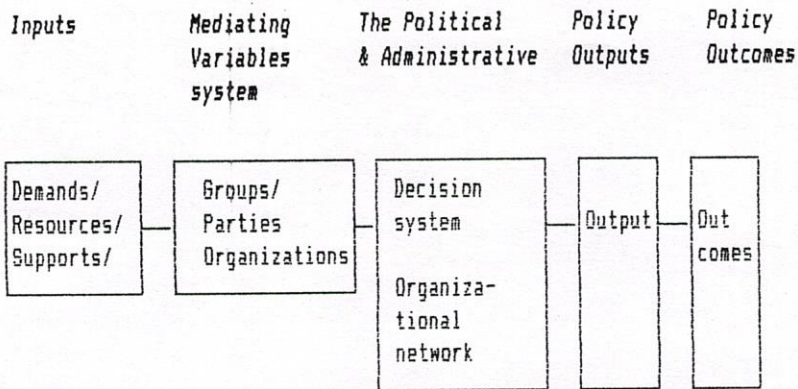 Inputs Mediating The Political Policy Policy
Variables & Administrative Outputs Outcomes
system
Demands/
Resources/
Supports/
Groups/
Parties
Organizations
Decision
system
Organiza-
tional
network
Output
Out
comes